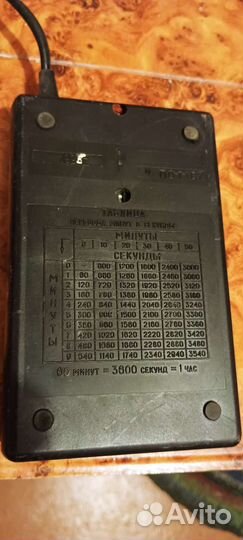 ТАБЛИЦА
ПЕРЕВОДА МИНУТ В СЕКУНДЫ
МИНУТЫ
0 10 20 30 40 50
СЕКУНДЫ
МИНУТЫ
0 — 600 1200 1800 2400 3000
1 60 660 1260 1860 2460 3060
2 120 720 1320 1920 2520 3120
3 180 780 1380 1980 2580 3180
4 240 840 1440 2040 2640 3240
5 300 900 1500 2100 2700 3300
6 360 960 1560 2160 2760 3360
7 420 1020 1620 2220 2820 3420
8 480 1080 1680 2280 2880 3480
9 540 1140 1740 2340 2940 3540
60 МИНУТ = 3600 СЕКУНД = 1 ЧАС
Avito